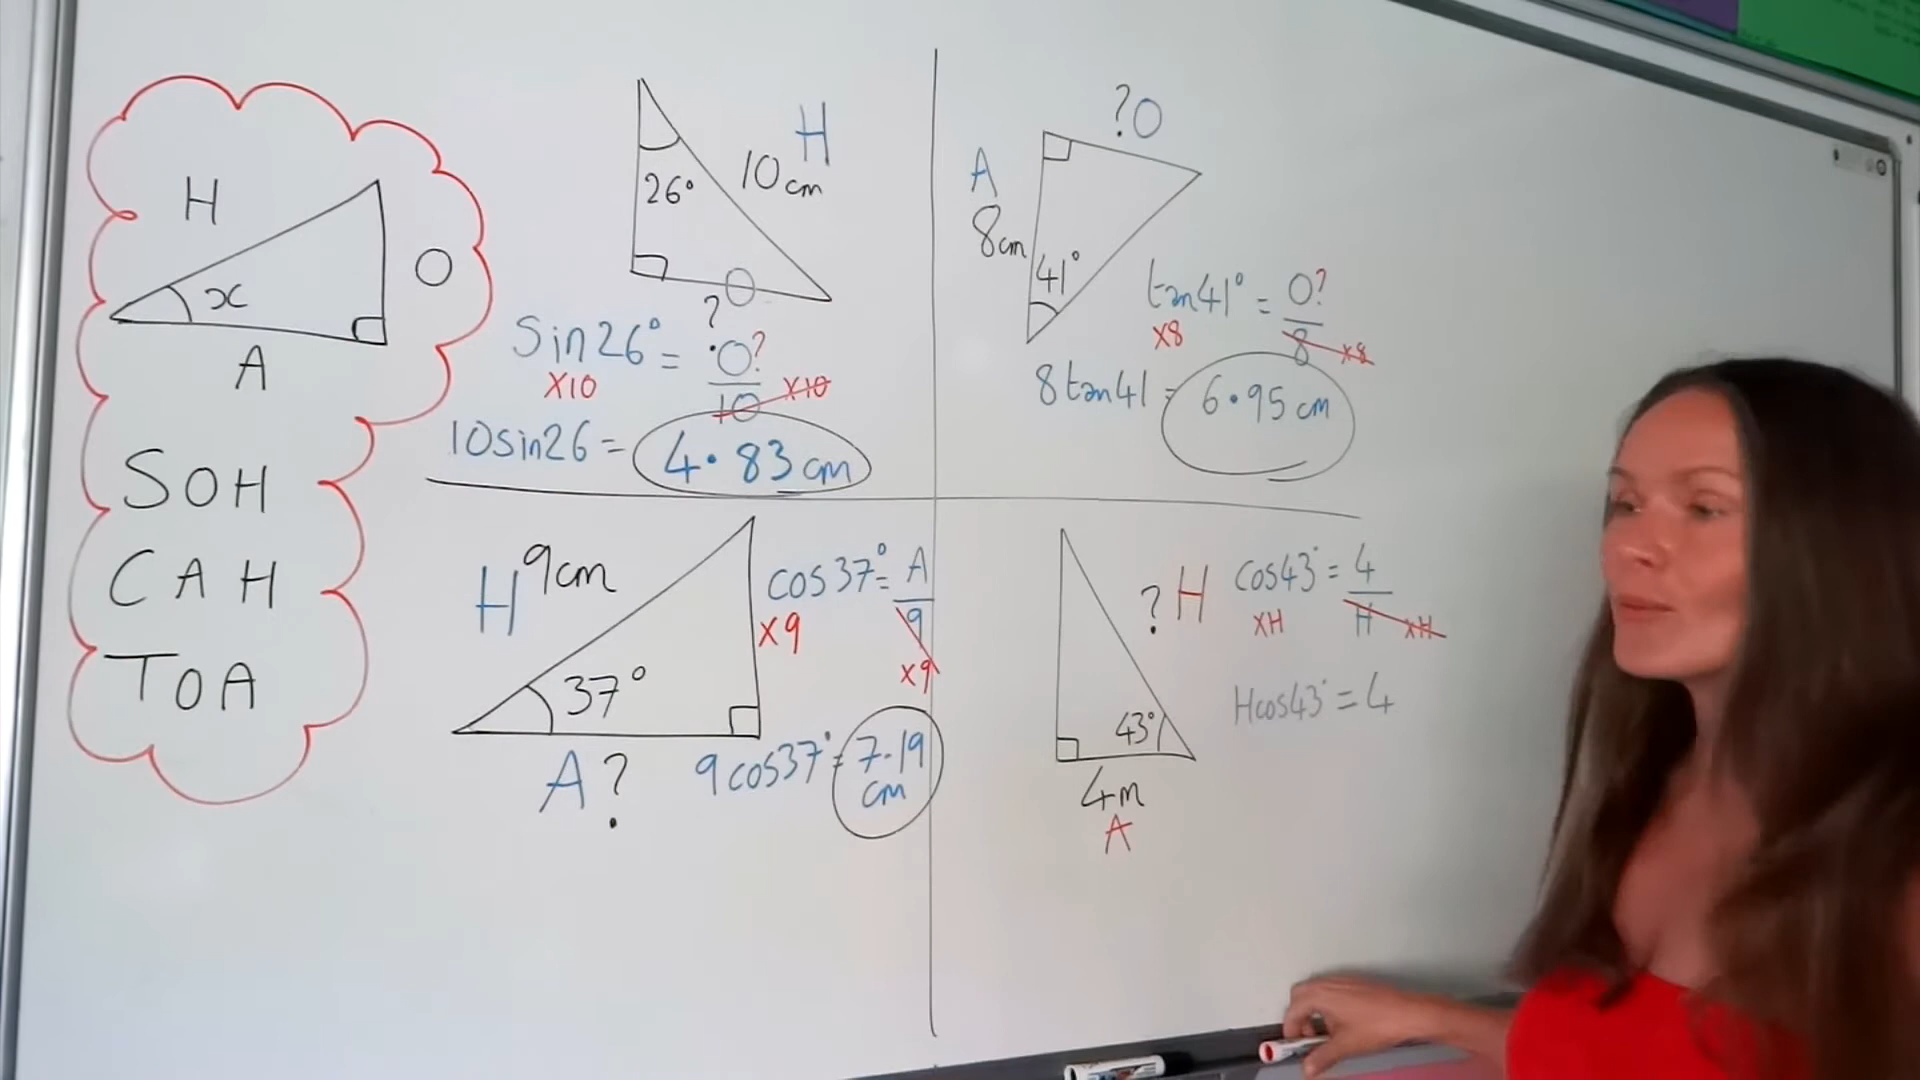 H
x
O
A
SOH
CAH
TOA
26°
10cm
H
O
?
Sin26° = O?
x10
10
x10
10sin26 = 4.83cm
?O
A
8cm
41°
tan41° = O?
x8
8
x8
8tan41 = 6.95cm
H
9cm
37°
A?
cos37° = A
x9
9
x9
9cos37° = 7.19
cm
?H
43°
4m
A
cos43° = 4
xH
H
xH
Hcos43° = 4